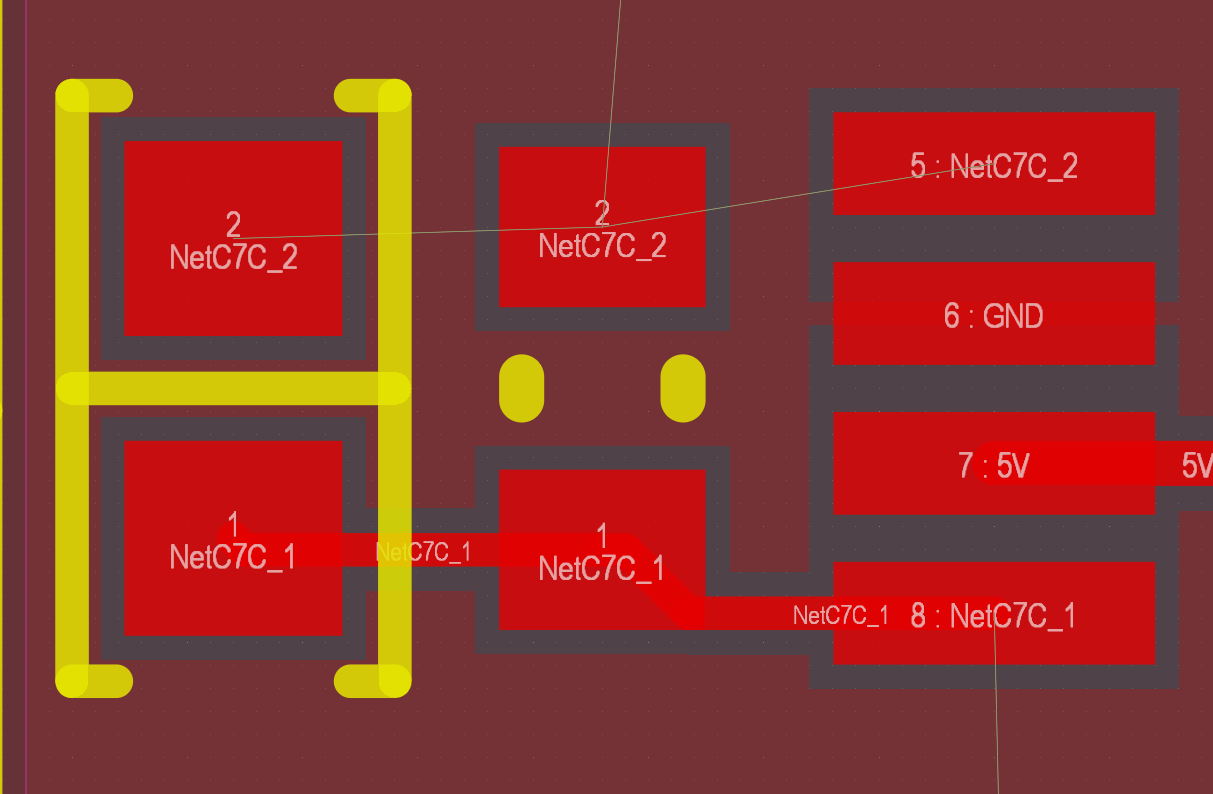 5 : NetC7C_2
2
NetC7C_2
2
NetC7C_2
6 : GND
7 : 5V
5V
1
NetC7C_1
1
NetC7C_1
NetC7C_1
NetC7C_1
8 : NetC7C_1